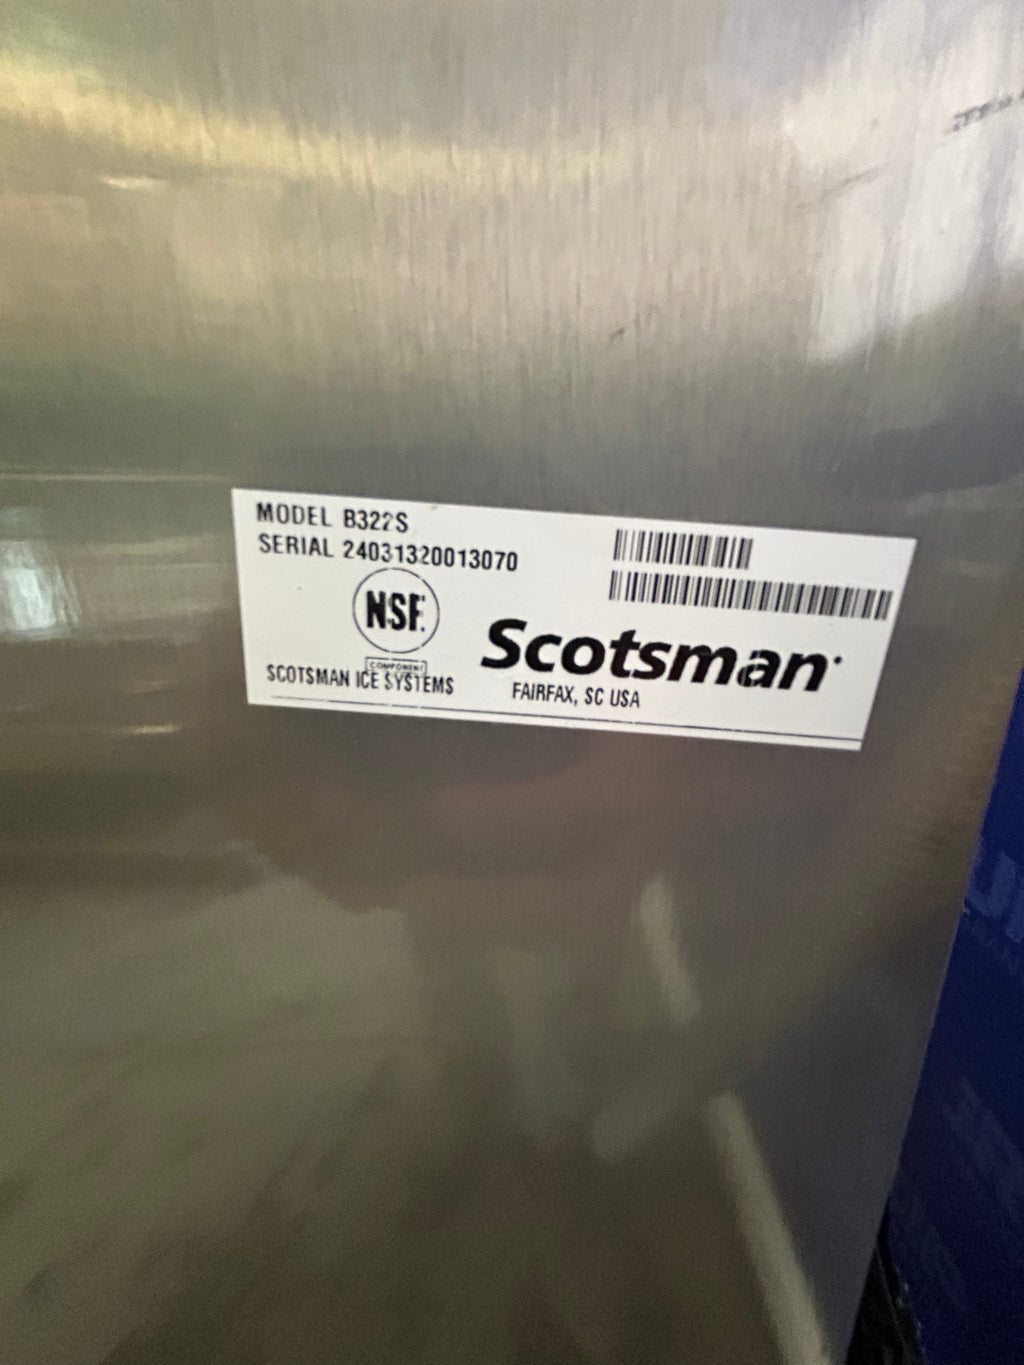 MODEL B322S
SERIAL 24031320013070
NSF.
COMPONENT
SCOTSMAN ICE SYSTEMS
Scotsman
FAIRFAX, SC USA